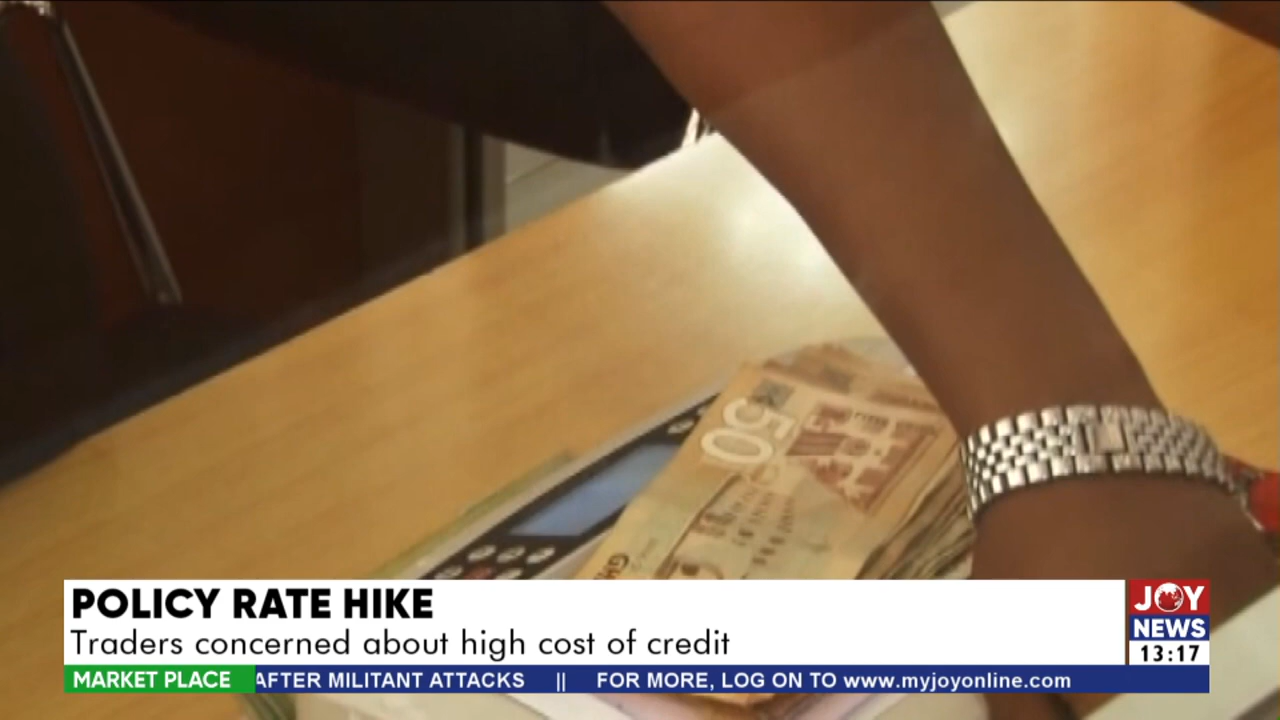 50
POLICY RATE HIKE
Traders concerned about high cost of credit
JOY
NEWS
13:17
MARKET PLACE
AFTER MILITANT ATTACKS || FOR MORE, LOG ON TO www.myjoyonline.com